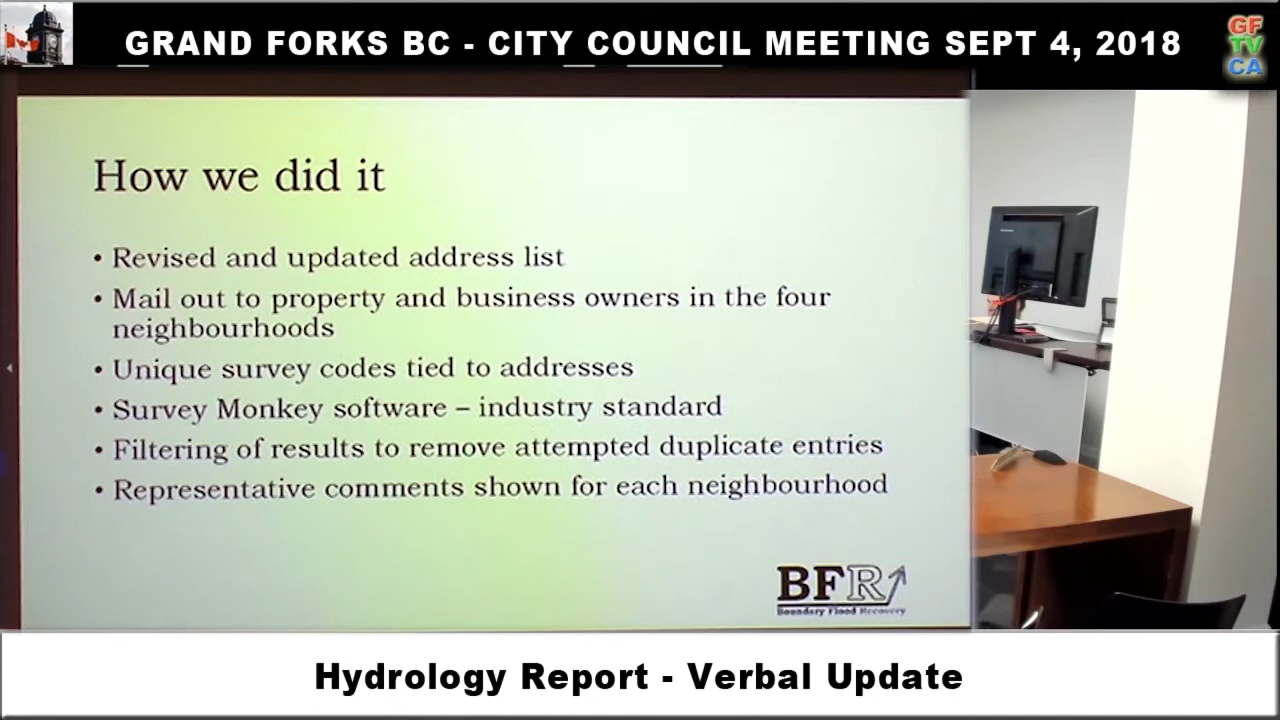 GRAND FORKS BC - CITY COUNCIL MEETING SEPT 4, 2018
GF
TV
CA
How we did it
• Revised and updated address list
• Mail out to property and business owners in the four
neighbourhoods
• Unique survey codes tied to addresses
• Survey Monkey software – industry standard
• Filtering of results to remove attempted duplicate entries
• Representative comments shown for each neighbourhood
BFR
Boundary Flood Recovery
Hydrology Report - Verbal Update